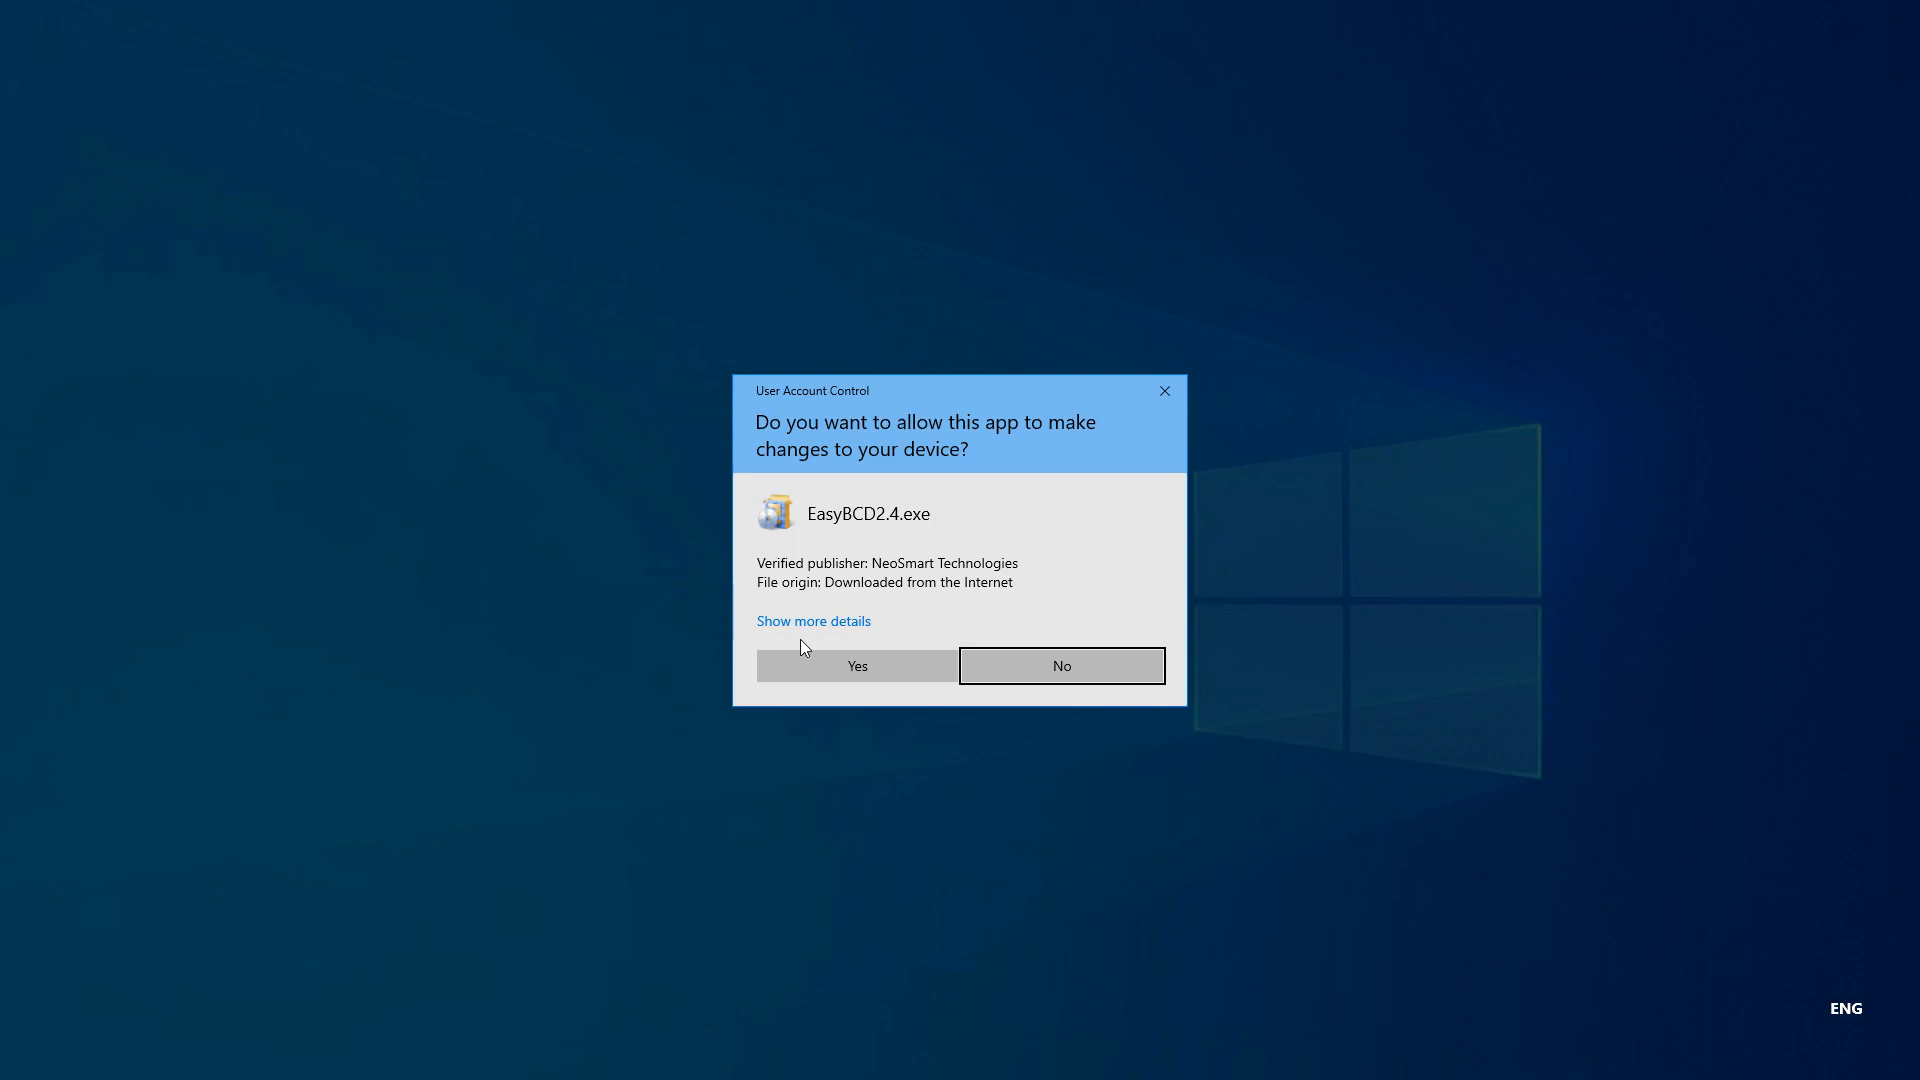 User Account Control
Do you want to allow this app to make
changes to your device?
EasyBCD2.4.exe
Verified publisher: NeoSmart Technologies
File origin: Downloaded from the Internet
Show more details
Yes
No
ENG